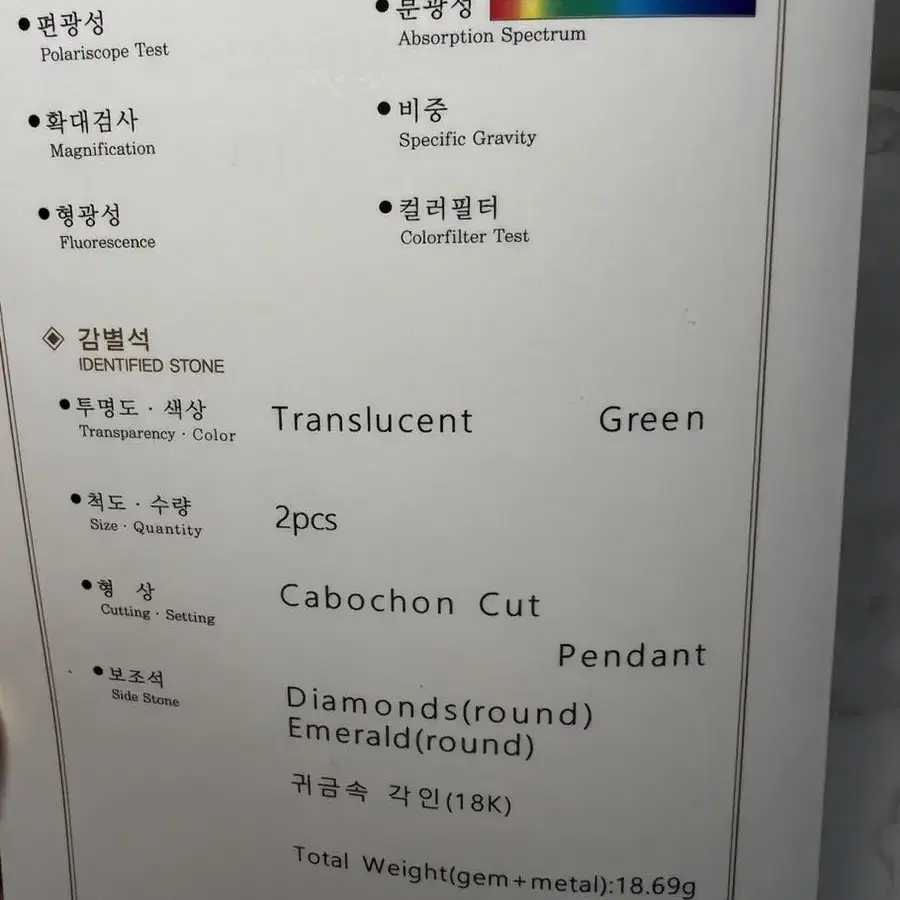 ● 편광성
Polariscope Test
● 분광성
Absorption Spectrum
● 확대검사
Magnification
● 비중
Specific Gravity
● 형광성
Fluorescence
● 컬러필터
Colorfilter Test
◈ 감별석
IDENTIFIED STONE
● 투명도 · 색상
Transparency · Color
Translucent Green
● 척도 · 수량
Size · Quantity
2pcs
● 형 상
Cutting · Setting
Cabochon Cut
Pendant
● 보조석
Side Stone
Diamonds(round)
Emerald(round)
귀금속 각인(18K)
Total Weight(gem+metal):18.69g